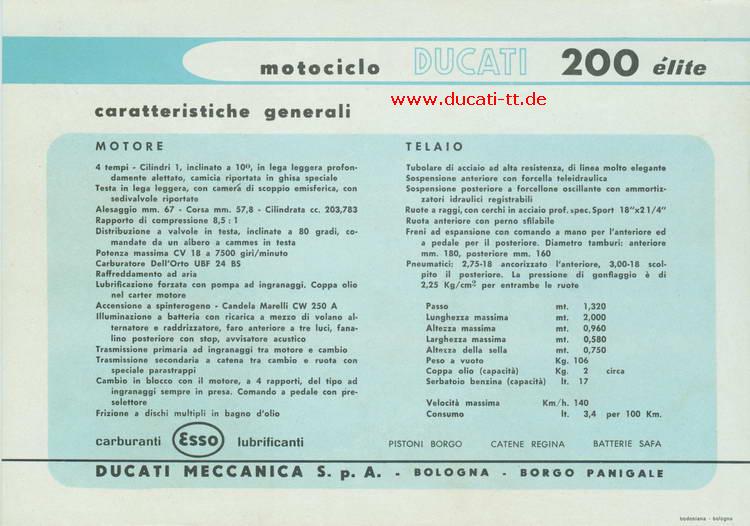 motociclo DUCATI 200 élite
www.ducati-tt.de
caratteristiche generali
MOTORE
4 tempi - Cilindri 1, inclinato a 10º, in lega leggera profon-
damente alettato, camicia riportata in ghisa speciale
Testa in lega leggera, con camera di scoppio emisferica, con
sedivalvole riportate
Alesaggio mm. 67 - Corsa mm. 57,8 - Cilindrata cc. 203,783
Rapporto di compressione 8,5 : 1
Distribuzione a valvole in testa, inclinate a 80 gradi, co-
mandate da un albero a cammes in testa
Potenza massima CV 18 a 7500 giri/minuto
Carburatore Dell'Orto UBF 24 BS
Raffreddamento ad aria
Lubrificazione forzata con pompa ad ingranaggi. Coppa olio
nel carter motore
Accensione a spinterogeno - Candela Marelli CW 250 A
Illuminazione a batteria con ricarica a mezzo di volano al-
ternatore e raddrizzatore, faro anteriore a tre luci, fana-
lino posteriore con stop, avvisatore acustico
Trasmissione primaria ad ingranaggi tra motore e cambio
Trasmissione secondaria a catena tra cambio e ruota con
speciale parastrappi
Cambio in blocco con il motore, a 4 rapporti, del tipo ad
ingranaggi sempre in presa. Comando a pedale con pre-
selettore
Frizione a dischi multipli in bagno d'olio
TELAIO
Tubolare di acciaio ad alta resistenza, di linea molto elegante
Sospensione anteriore con forcella teleidraulica
Sospensione posteriore a forcellone oscillante con ammortiz-
zatori idraulici registrabili
Ruote a raggi, con cerchi in acciaio prof. spec. Sport 18"x2 1/4"
Ruota anteriore con perno sfilabile
Freni ad espansione con comando a mano per l'anteriore ed
a pedale per il posteriore. Diametro tamburi: anteriore
mm. 180, posteriore mm. 160
Pneumatici: 2,75-18 ancorizzato l'anteriore, 3,00-18 scol-
pito il posteriore. La pressione di gonfiaggio è di
2,25 Kg/cm² per entrambe le ruote
Passo mt. 1,320
Lunghezza massima mt. 2,000
Altezza massima mt. 0,960
Larghezza massima mt. 0,580
Altezza della sella mt. 0,750
Peso a vuoto Kg. 106
Coppa olio (capacità) Kg. 2 circa
Serbatoio benzina (capacità) lt. 17
Velocità massima Km/h. 140
Consumo lt. 3,4 per 100 Km.
carburanti Esso lubrificanti
PISTONI BORGO CATENE REGINA BATTERIE SAFA
DUCATI MECCANICA S. p. A. - BOLOGNA - BORGO PANIGALE
bodoniana - bologna